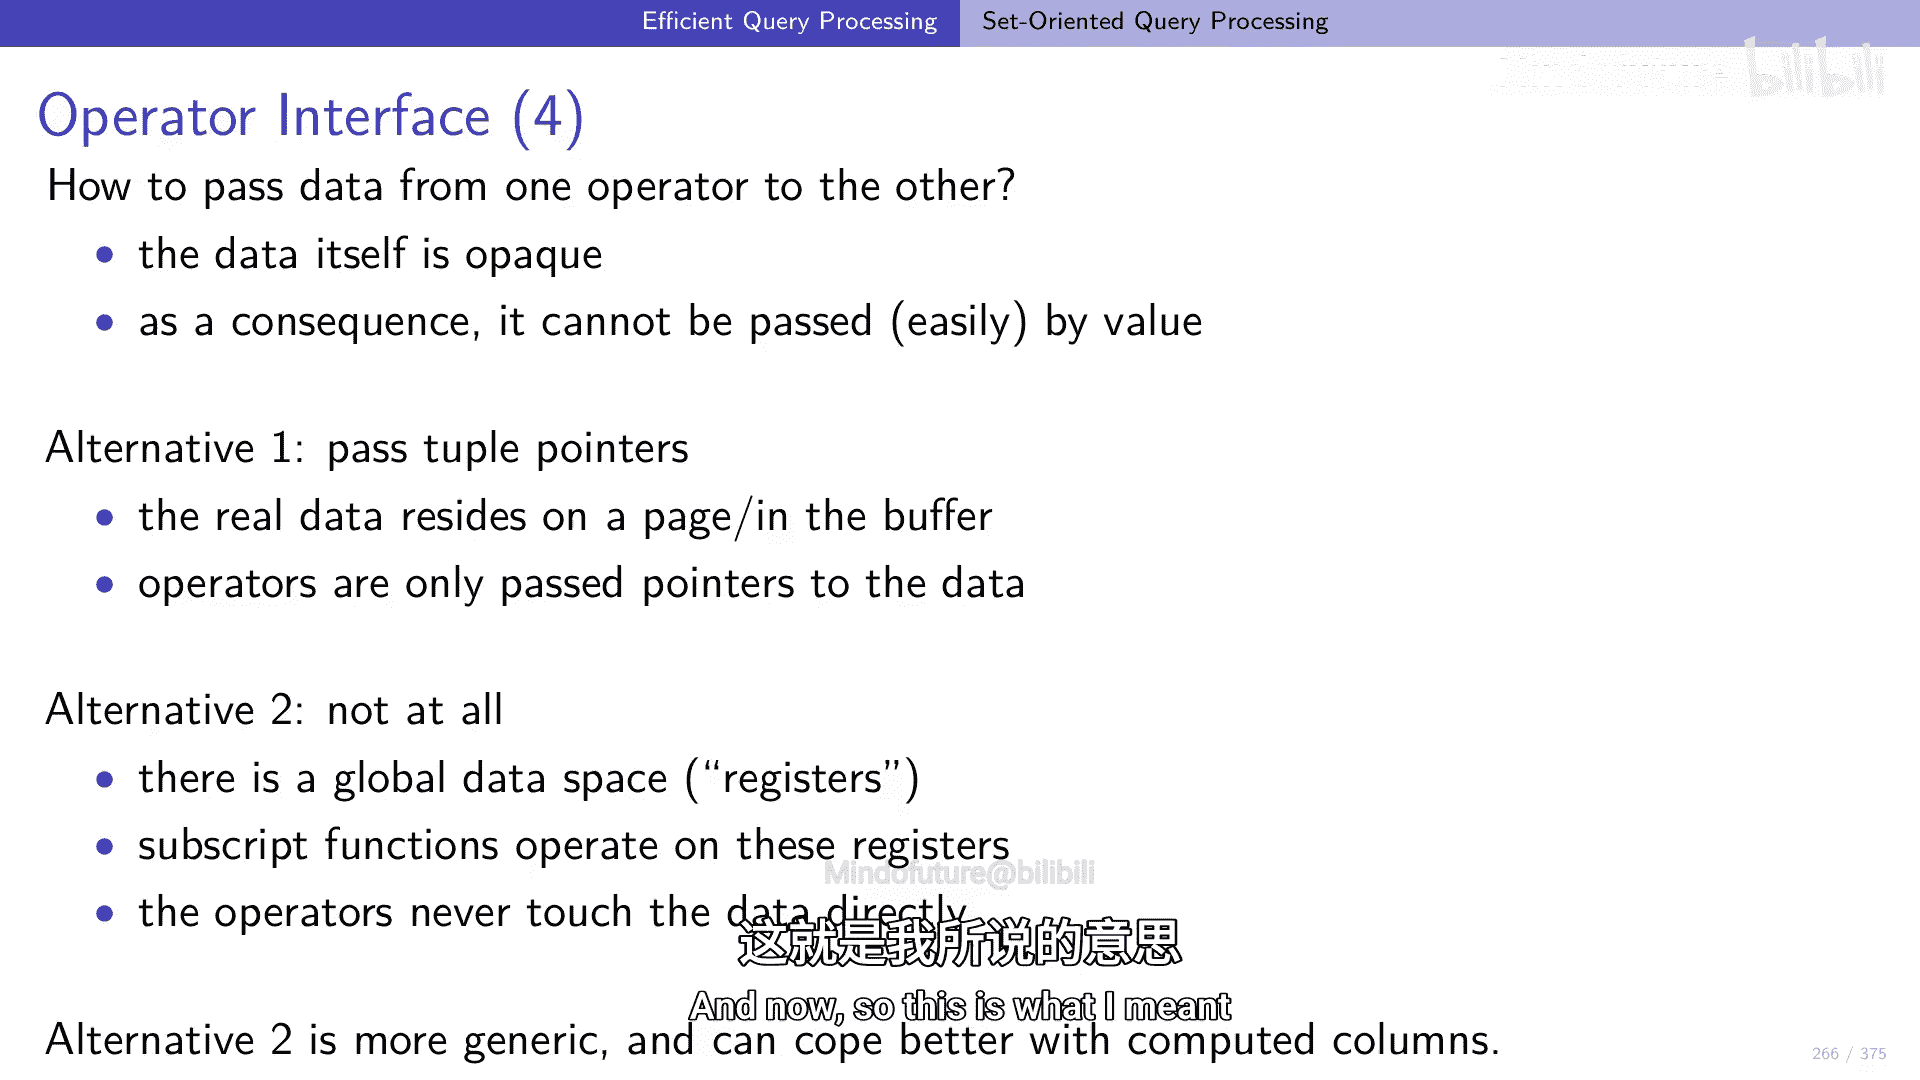 Efficient Query Processing
Set-Oriented Query Processing
bilibili
Operator Interface (4)
How to pass data from one operator to the other?
• the data itself is opaque
• as a consequence, it cannot be passed (easily) by value
Alternative 1: pass tuple pointers
• the real data resides on a page/in the buffer
• operators are only passed pointers to the data
Alternative 2: not at all
• there is a global data space (“registers”)
• subscript functions operate on these registers
Mindofuture@bilibili
• the operators never touch the data directly
这就是我所说的意思
And now, so this is what I meant
Alternative 2 is more generic, and can cope better with computed columns.
266 / 375